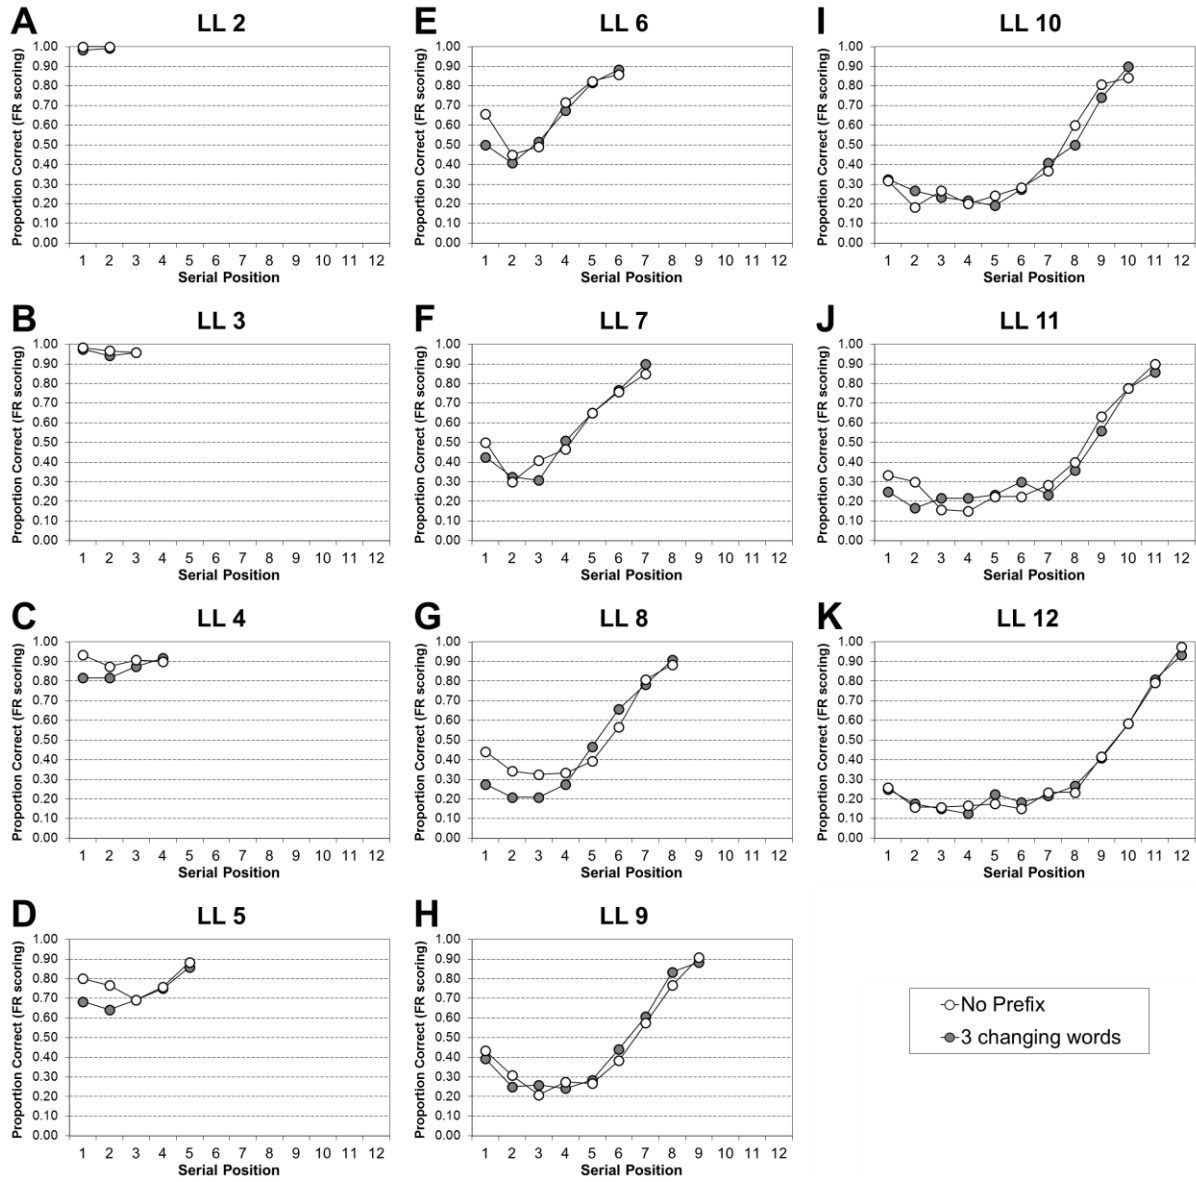 A LL 2
Proportion Correct (FR scoring)
1.00
0.90
0.80
0.70
0.60
0.50
0.40
0.30
0.20
0.10
0.00
1 2 3 4 5 6 7 8 9 10 11 12
Serial Position
B LL 3
Proportion Correct (FR scoring)
1.00
0.90
0.80
0.70
0.60
0.50
0.40
0.30
0.20
0.10
0.00
1 2 3 4 5 6 7 8 9 10 11 12
Serial Position
C LL 4
Proportion Correct (FR scoring)
1.00
0.90
0.80
0.70
0.60
0.50
0.40
0.30
0.20
0.10
0.00
1 2 3 4 5 6 7 8 9 10 11 12
Serial Position
D LL 5
Proportion Correct (FR scoring)
1.00
0.90
0.80
0.70
0.60
0.50
0.40
0.30
0.20
0.10
0.00
1 2 3 4 5 6 7 8 9 10 11 12
Serial Position
E LL 6
Proportion Correct (FR scoring)
1.00
0.90
0.80
0.70
0.60
0.50
0.40
0.30
0.20
0.10
0.00
1 2 3 4 5 6 7 8 9 10 11 12
Serial Position
F LL 7
Proportion Correct (FR scoring)
1.00
0.90
0.80
0.70
0.60
0.50
0.40
0.30
0.20
0.10
0.00
1 2 3 4 5 6 7 8 9 10 11 12
Serial Position
G LL 8
Proportion Correct (FR scoring)
1.00
0.90
0.80
0.70
0.60
0.50
0.40
0.30
0.20
0.10
0.00
1 2 3 4 5 6 7 8 9 10 11 12
Serial Position
H LL 9
Proportion Correct (FR scoring)
1.00
0.90
0.80
0.70
0.60
0.50
0.40
0.30
0.20
0.10
0.00
1 2 3 4 5 6 7 8 9 10 11 12
Serial Position
I LL 10
Proportion Correct (FR scoring)
1.00
0.90
0.80
0.70
0.60
0.50
0.40
0.30
0.20
0.10
0.00
1 2 3 4 5 6 7 8 9 10 11 12
Serial Position
J LL 11
Proportion Correct (FR scoring)
1.00
0.90
0.80
0.70
0.60
0.50
0.40
0.30
0.20
0.10
0.00
1 2 3 4 5 6 7 8 9 10 11 12
Serial Position
K LL 12
Proportion Correct (FR scoring)
1.00
0.90
0.80
0.70
0.60
0.50
0.40
0.30
0.20
0.10
0.00
1 2 3 4 5 6 7 8 9 10 11 12
Serial Position
No Prefix
3 changing words